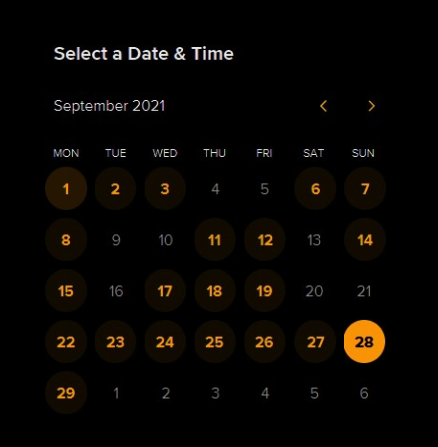 Select a Date & Time
September 2021
MON TUE WED THU FRI SAT SUN
1 2 3 4 5 6 7
8 9 10 11 12 13 14
15 16 17 18 19 20 21
22 23 24 25 26 27 28
29 1 2 3 4 5 6